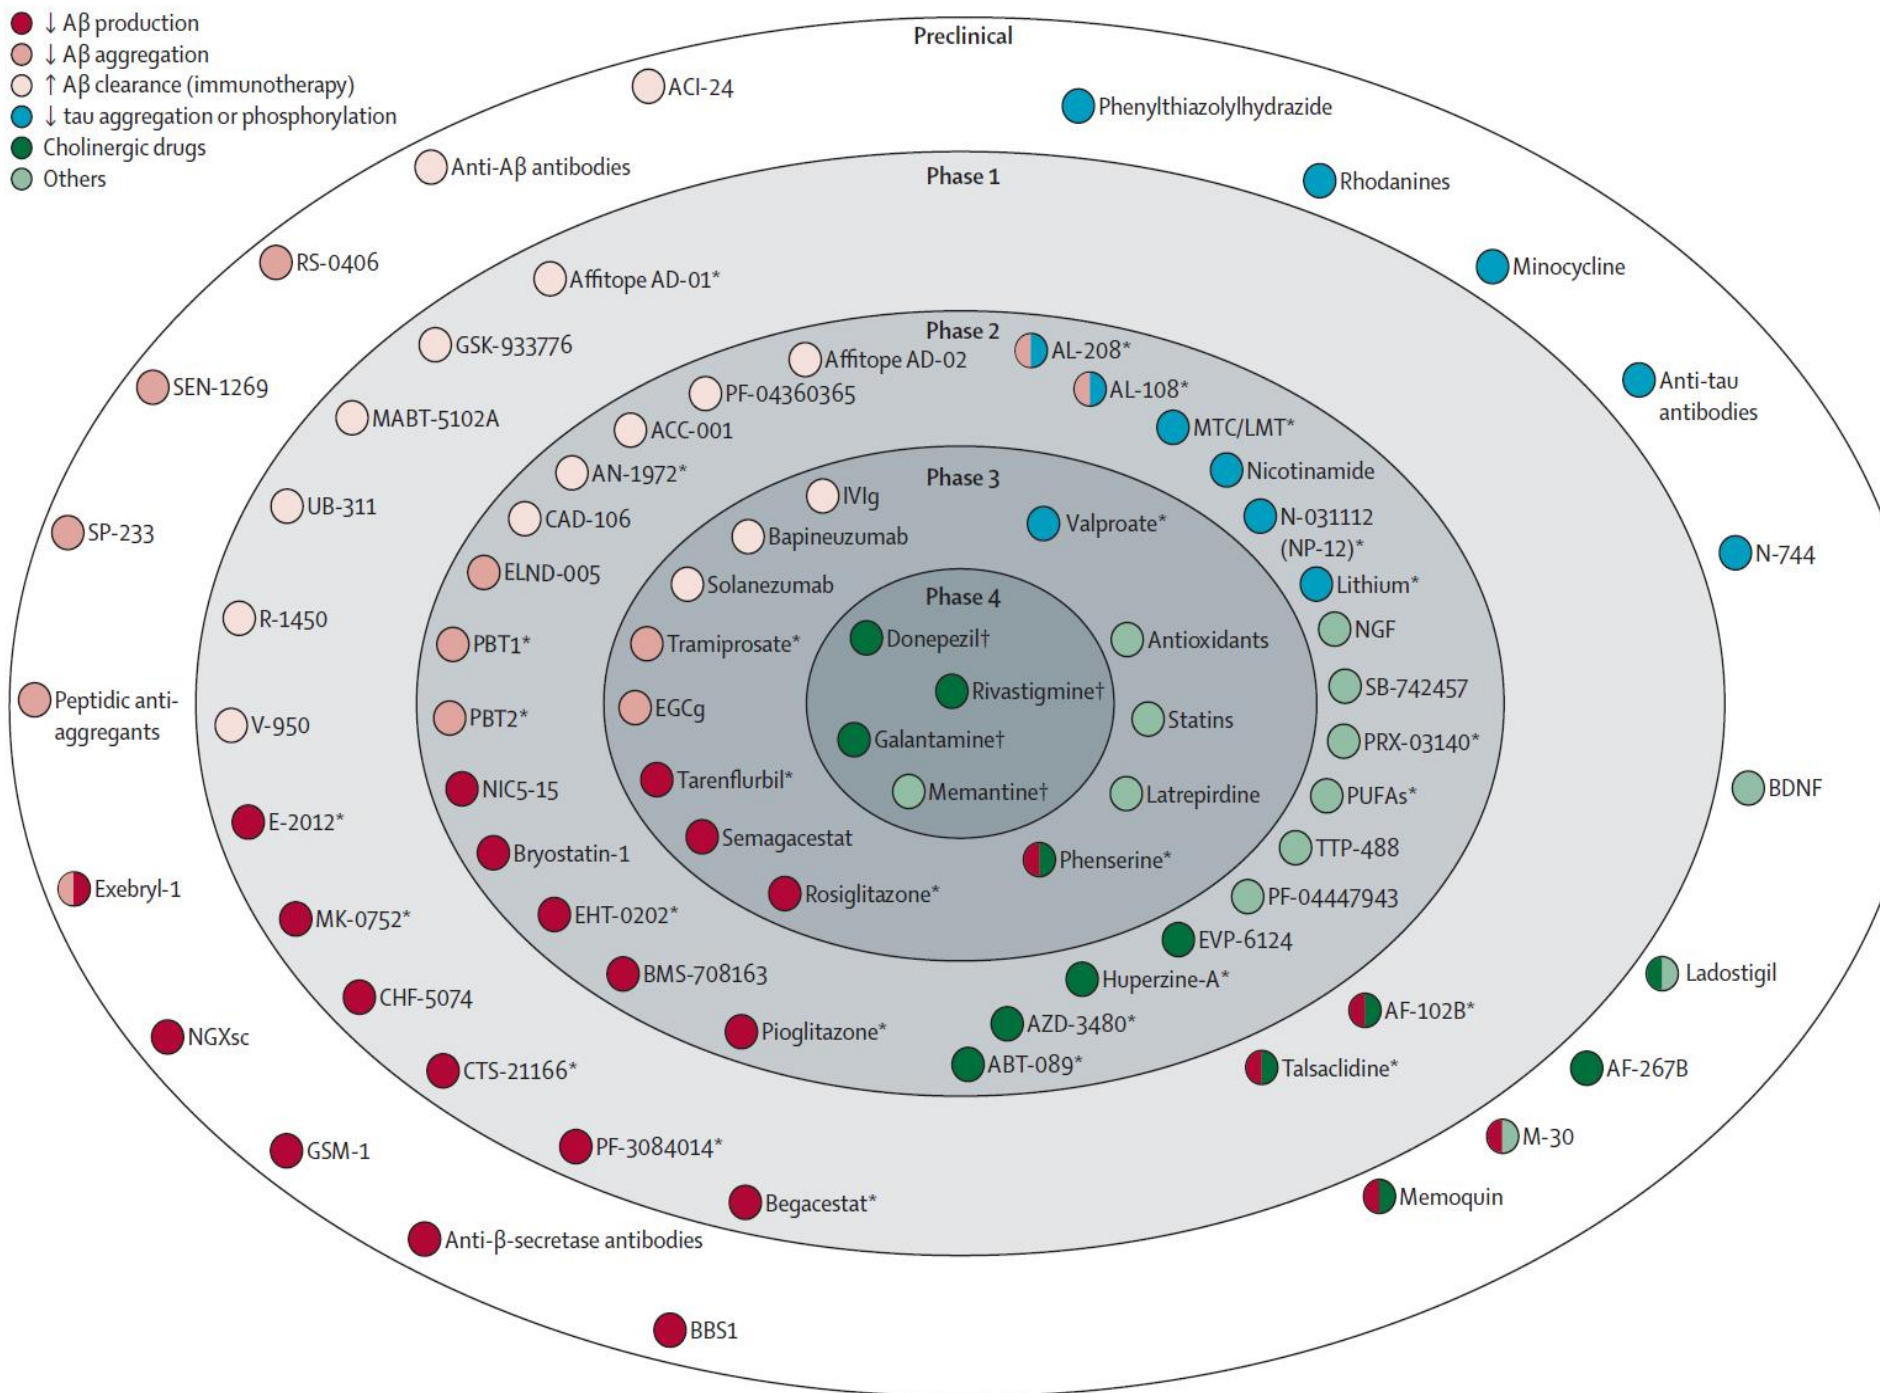 ↓ Aβ production
↓ Aβ aggregation
↑ Aβ clearance (immunotherapy)
↓ tau aggregation or phosphorylation
Cholinergic drugs
Others
Preclinical
ACI-24
Phenylthiazolylhydrazide
Anti-Aβ antibodies
Rhodanines
RS-0406
Minocycline
SEN-1269
Anti-tau
antibodies
SP-233
N-744
Peptidic anti-
aggregants
BDNF
Exebryl-1
Ladostigil
NGXsc
AF-267B
GSM-1
M-30
Memoquin
Anti-β-secretase antibodies
BBS1
Phase 1
Affitope AD-01*
GSK-933776
MABT-5102A
UB-311
R-1450
V-950
E-2012*
MK-0752*
CHF-5074
AF-102B*
CTS-21166*
Talsaclidine*
PF-3084014*
Begacestat*
Phase 2
AL-208*
Affitope AD-02
AL-108*
PF-04360365
MTC/LMT*
ACC-001
AN-1972*
Nicotinamide
CAD-106
N-031112
(NP-12)*
ELND-005
Lithium*
NGF
PBT1*
SB-742457
PBT2*
PRX-03140*
NIC5-15
PUFAs*
Bryostatin-1
TTP-488
EHT-0202*
PF-04447943
EVP-6124
BMS-708163
Huperzine-A*
Pioglitazone*
AZD-3480*
ABT-089*
Phase 3
IVIg
Valproate*
Bapineuzumab
Solanezumab
Tramiprosate*
Antioxidants
EGCg
Statins
Tarenflurbil*
Latrepirdine
Semagacestat
Phenserine*
Rosiglitazone*
Phase 4
Donepezil†
Rivastigmine†
Galantamine†
Memantine†